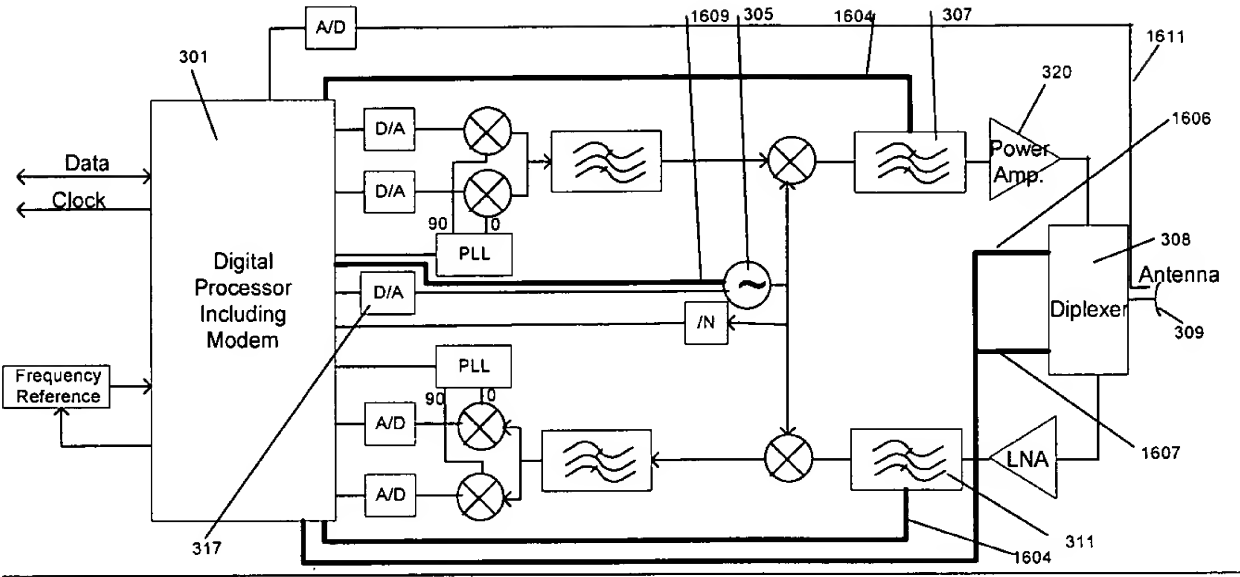 1609
305
1604
307
A/D
1611
301
320
1606
D/A
Power
Amp.
Data
D/A
Clock
90
0
PLL
308
Digital
Processor
Including
Modem
D/A
~
Antenna
/N
Diplexer
309
PLL
Frequency
Reference
90
0
A/D
LNA
1607
A/D
317
311
1604